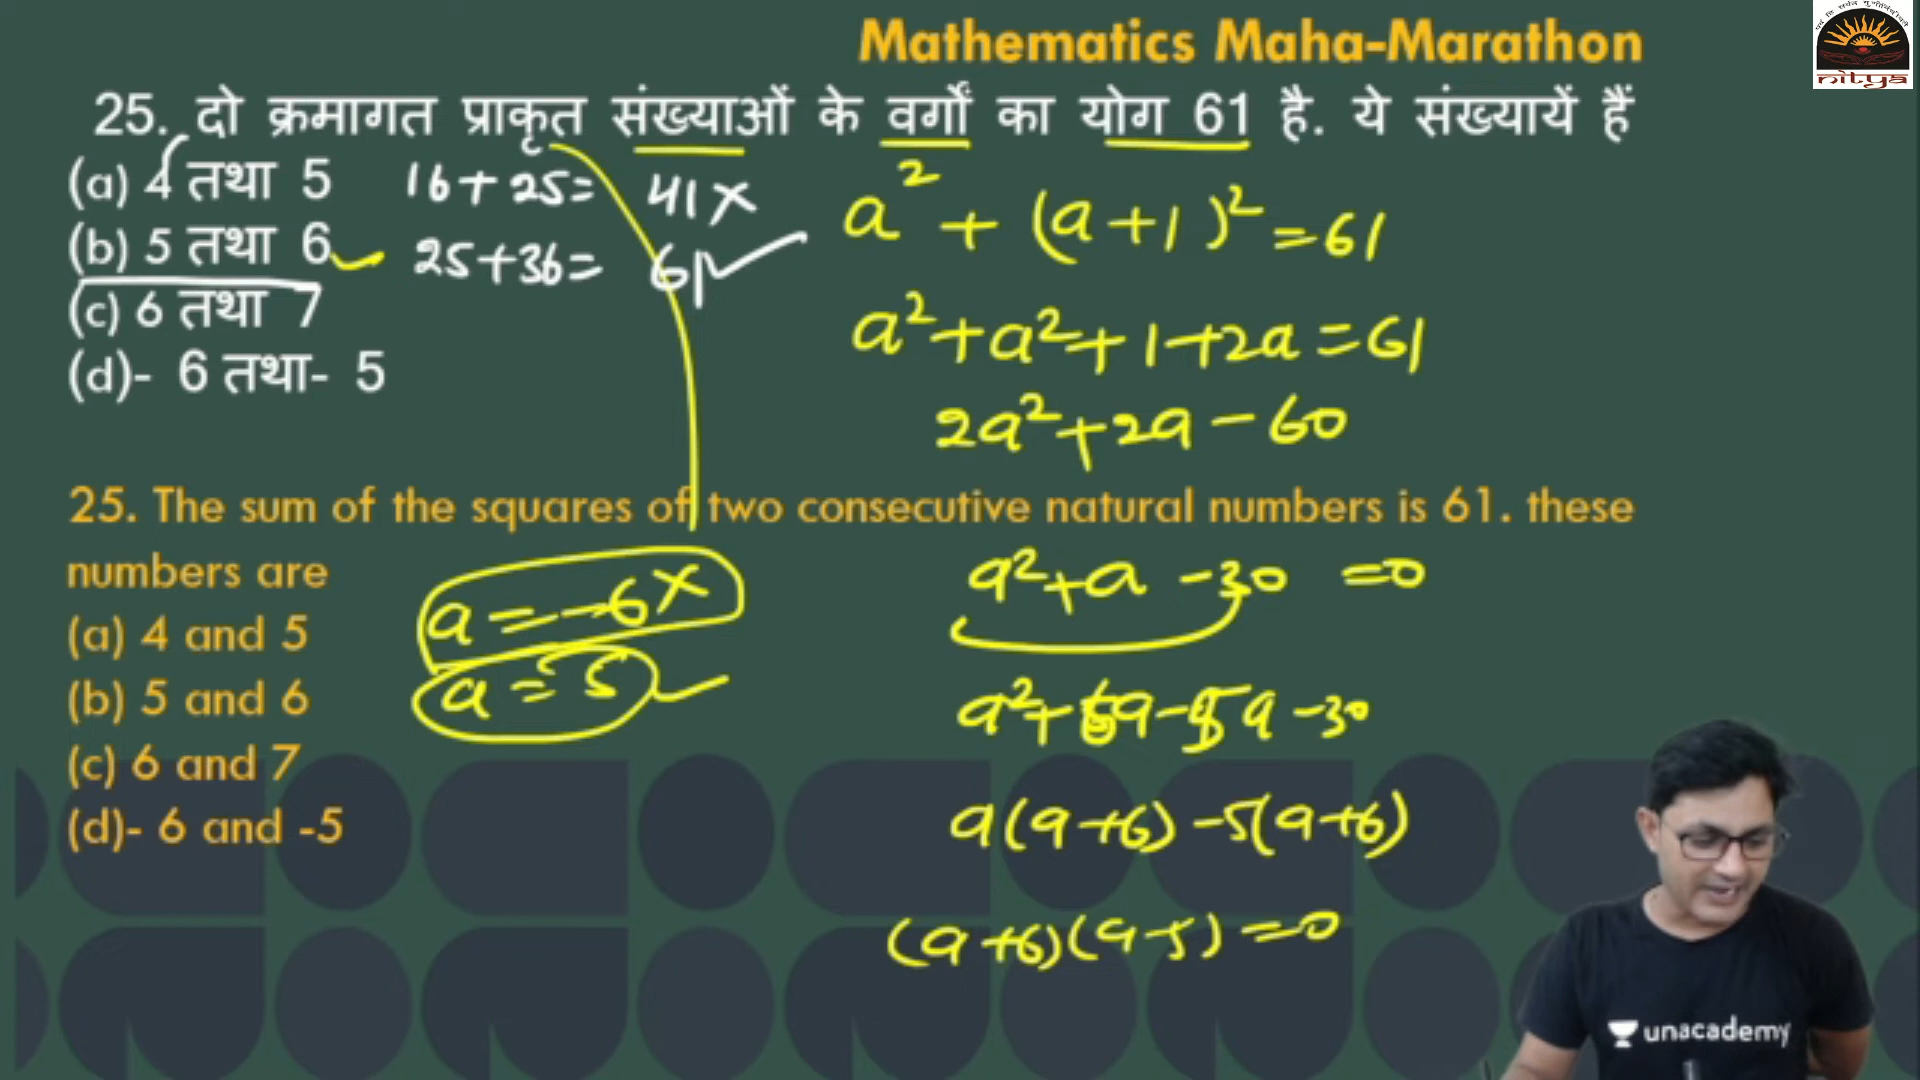 Mathematics Maha-Marathon
nitya
25. दो क्रमागत प्राकृत संख्याओं के वर्गों का योग 61 है. ये संख्यायें हैं
(a) 4 तथा 5 16+25= 41 ×
(b) 5 तथा 6 ✓ 25+36= 61 ✓
(c) 6 तथा 7
(d)- 6 तथा- 5
a² + (a+1)² = 61
a²+a²+1+2a=61
2a²+2a-60
25. The sum of the squares of two consecutive natural numbers is 61. these
numbers are
(a) 4 and 5
(b) 5 and 6
(c) 6 and 7
(d)- 6 and -5
a = -6 ×
a = 5 ✓
a²+a -30 =0
a²+6a-5a-30
a(a+6)-5(a+6)
(a+6)(a-5)=0
unacademy